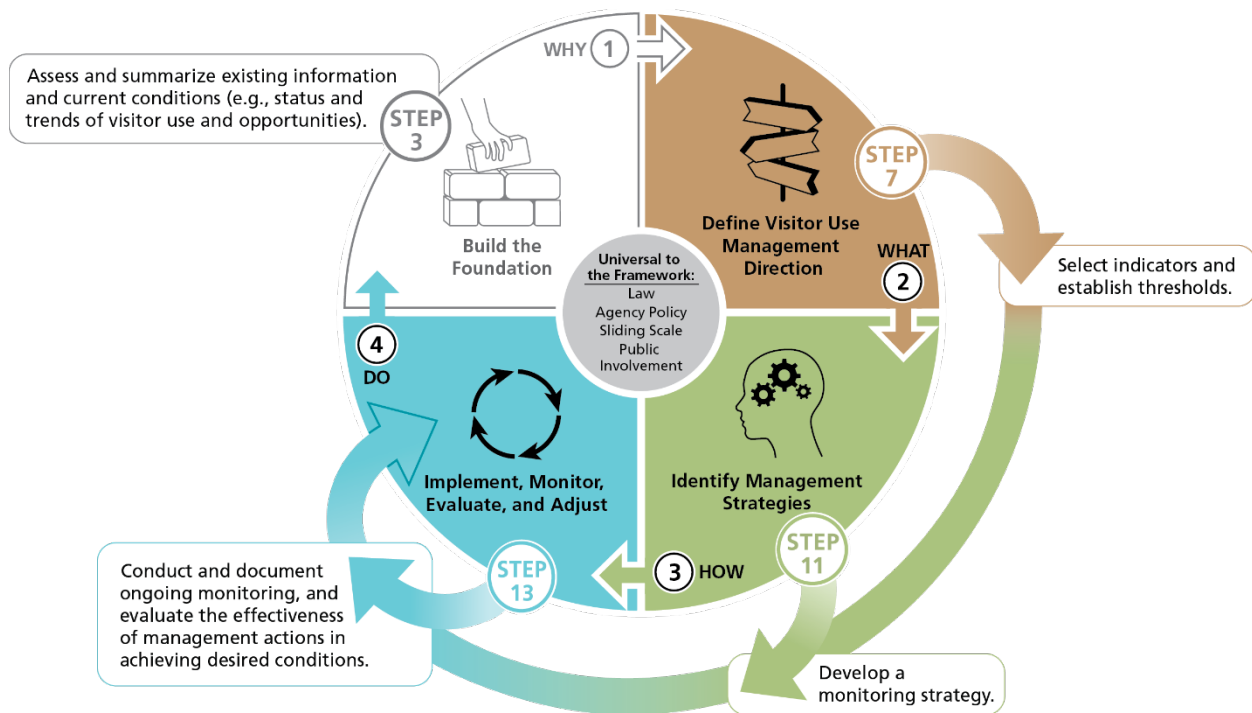 Assess and summarize existing information
and current conditions (e.g., status and
trends of visitor use and opportunities).
STEP
3
WHY 1
Build the
Foundation
STEP
7
Define Visitor Use
Management
Direction
WHAT
2
Select indicators and
establish thresholds.
Universal to
the Framework:
Law
Agency Policy
Sliding Scale
Public
Involvement
4
DO
Implement, Monitor,
Evaluate, and Adjust
Identify Management
Strategies
STEP
11
3 HOW
STEP
13
Conduct and document
ongoing monitoring, and
evaluate the effectiveness
of management actions in
achieving desired conditions.
Develop a
monitoring strategy.